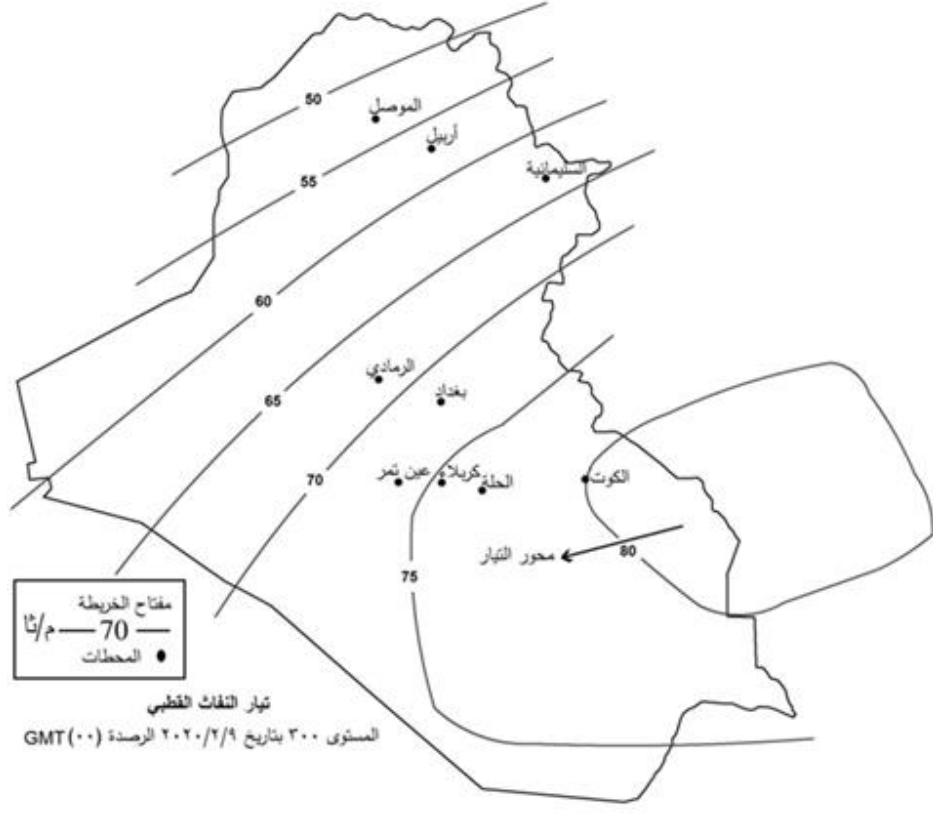 50
الموصل
أربيل
55
السليمانية
60
الرمادي
65
بغداد
70
عين تمر
كربلاء
الحلة
الكوت
75
محور التيار
80
مفتاح الخريطة
— 70 — م/ثا
المحطات
تيار النفاث القطبي
المستوى ٣٠٠ بتاريخ ٢٠٢٠/٢/٩ الرصدة (٠٠) GMT